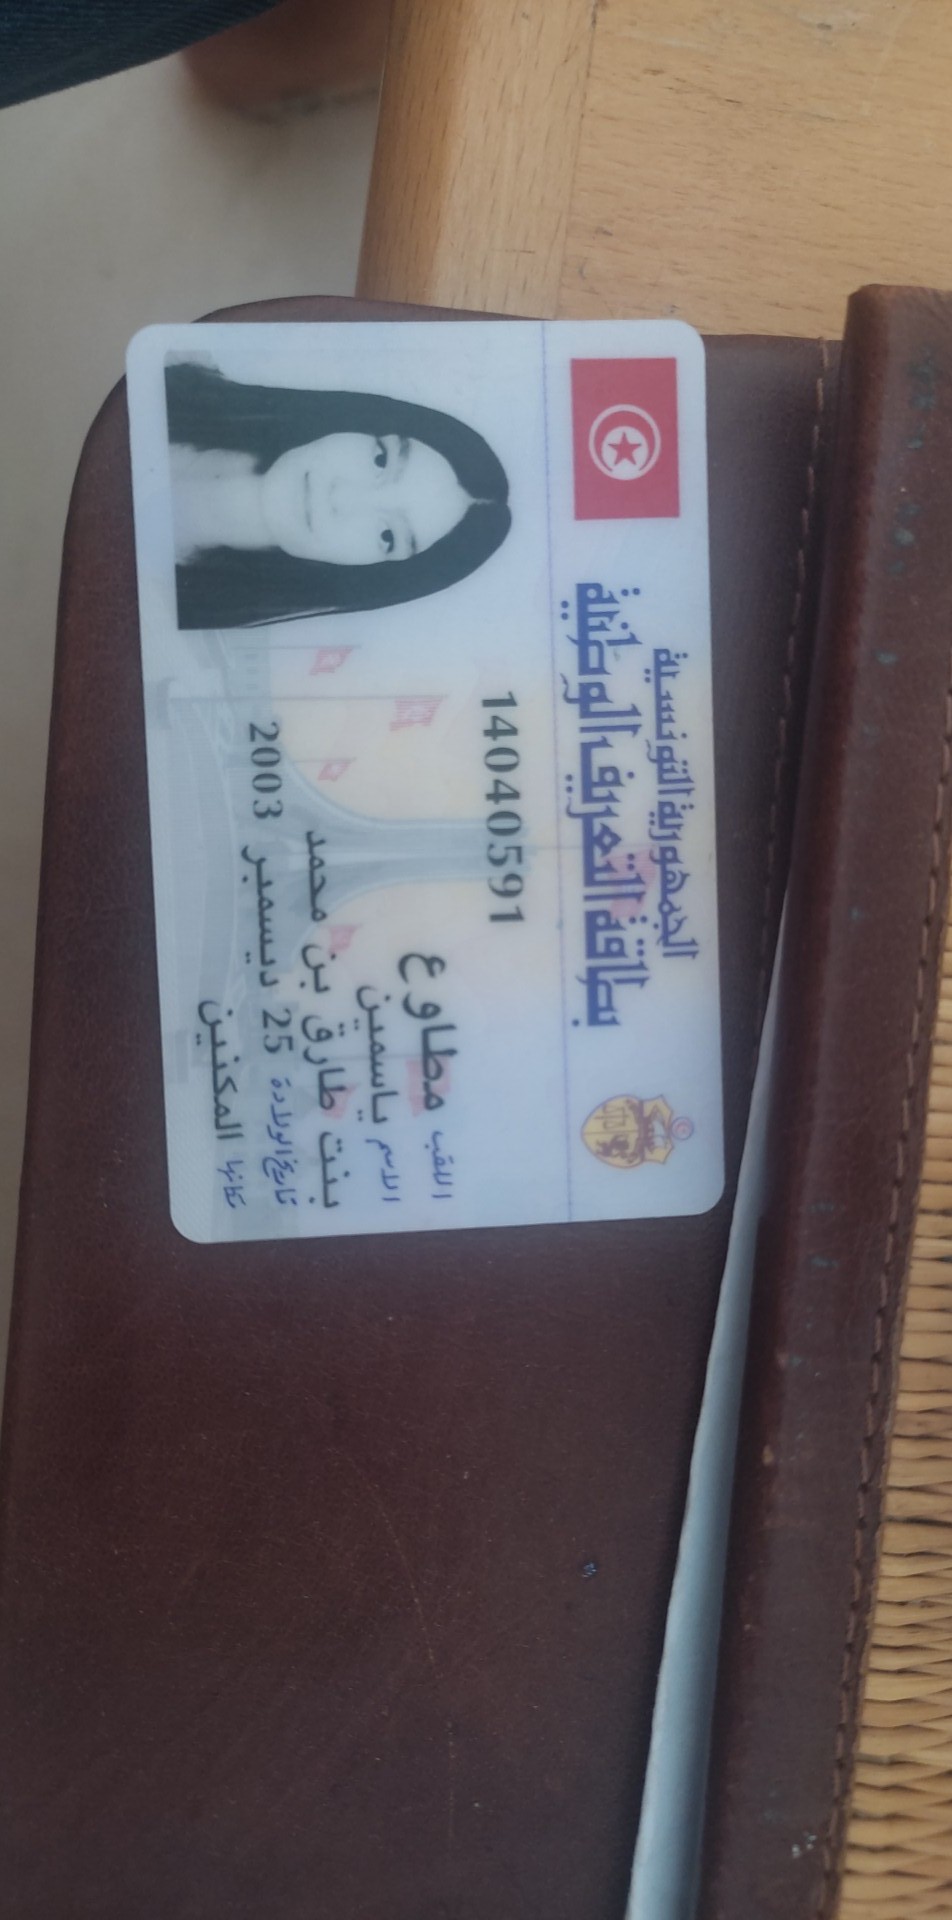 الجمهورية التونسية
بطاقة التعريف الوطنية
14040591
اللقب مطاوع
الاسم ياسمين
بنت طارق بن محمد
تاريخ الولادة 25 ديسمبر 2003
مكانها المكنين